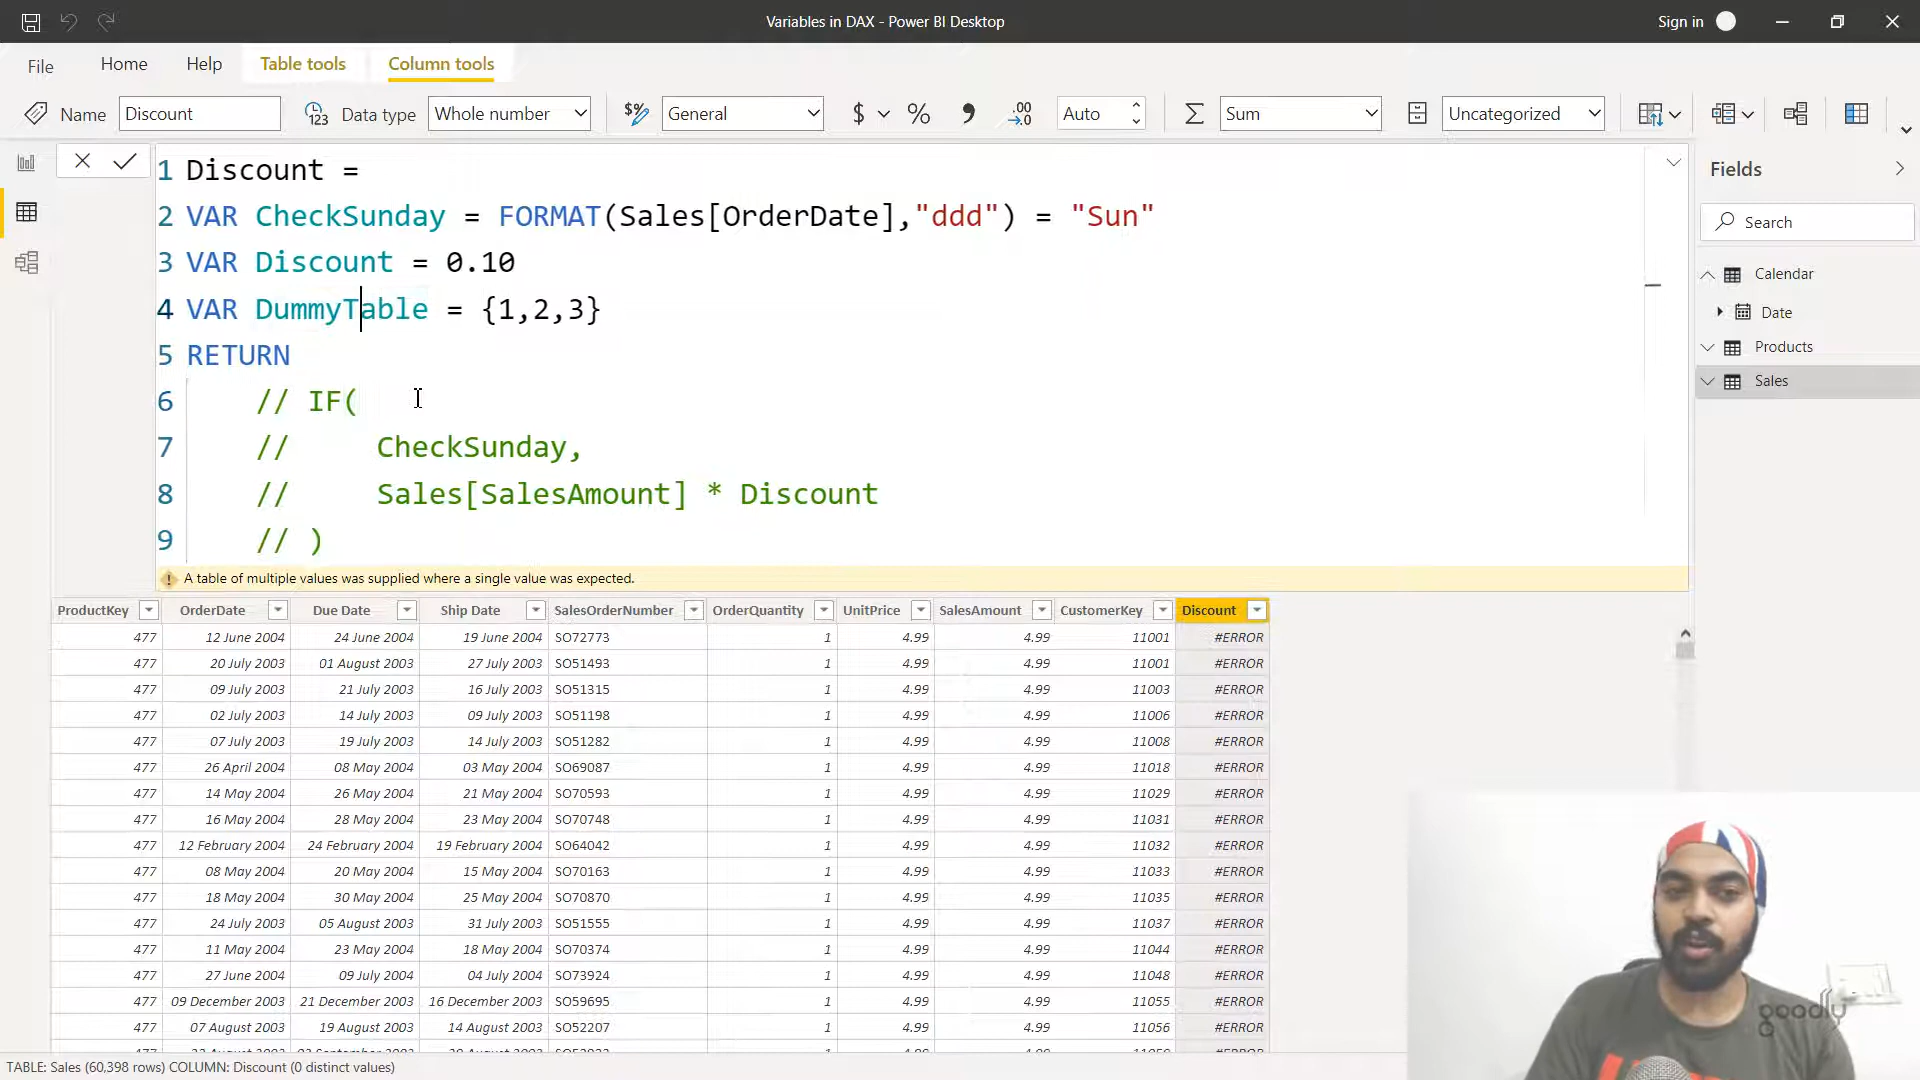 Variables in DAX - Power BI Desktop
Sign in
File Home Help Table tools Column tools
Name Discount Data type Whole number General $ % , .00 Auto Sum Uncategorized
Fields
Search
Calendar
Date
Products
Sales
1 Discount =
2 VAR CheckSunday = FORMAT(Sales[OrderDate],"ddd") = "Sun"
3 VAR Discount = 0.10
4 VAR DummyTable = {1,2,3}
5 RETURN
6 // IF(
7 // CheckSunday,
8 // Sales[SalesAmount] * Discount
9 // )
A table of multiple values was supplied where a single value was expected.
ProductKey OrderDate Due Date Ship Date SalesOrderNumber OrderQuantity UnitPrice SalesAmount CustomerKey Discount
477 12 June 2004 24 June 2004 19 June 2004 SO72773 1 4.99 4.99 11001 #ERROR
477 20 July 2003 01 August 2003 27 July 2003 SO51493 1 4.99 4.99 11001 #ERROR
477 09 July 2003 21 July 2003 16 July 2003 SO51315 1 4.99 4.99 11003 #ERROR
477 02 July 2003 14 July 2003 09 July 2003 SO51198 1 4.99 4.99 11006 #ERROR
477 07 July 2003 19 July 2003 14 July 2003 SO51282 1 4.99 4.99 11008 #ERROR
477 26 April 2004 08 May 2004 03 May 2004 SO69087 1 4.99 4.99 11018 #ERROR
477 14 May 2004 26 May 2004 21 May 2004 SO70593 1 4.99 4.99 11029 #ERROR
477 16 May 2004 28 May 2004 23 May 2004 SO70748 1 4.99 4.99 11031 #ERROR
477 12 February 2004 24 February 2004 19 February 2004 SO64042 1 4.99 4.99 11032 #ERROR
477 08 May 2004 20 May 2004 15 May 2004 SO70163 1 4.99 4.99 11033 #ERROR
477 18 May 2004 30 May 2004 25 May 2004 SO70870 1 4.99 4.99 11035 #ERROR
477 24 July 2003 05 August 2003 31 July 2003 SO51555 1 4.99 4.99 11037 #ERROR
477 11 May 2004 23 May 2004 18 May 2004 SO70374 1 4.99 4.99 11044 #ERROR
477 27 June 2004 09 July 2004 04 July 2004 SO73924 1 4.99 4.99 11048 #ERROR
477 09 December 2003 21 December 2003 16 December 2003 SO59695 1 4.99 4.99 11055 #ERROR
477 07 August 2003 19 August 2003 14 August 2003 SO52207 1 4.99 4.99 11056 #ERROR
goodly
TABLE: Sales (60,398 rows) COLUMN: Discount (0 distinct values)